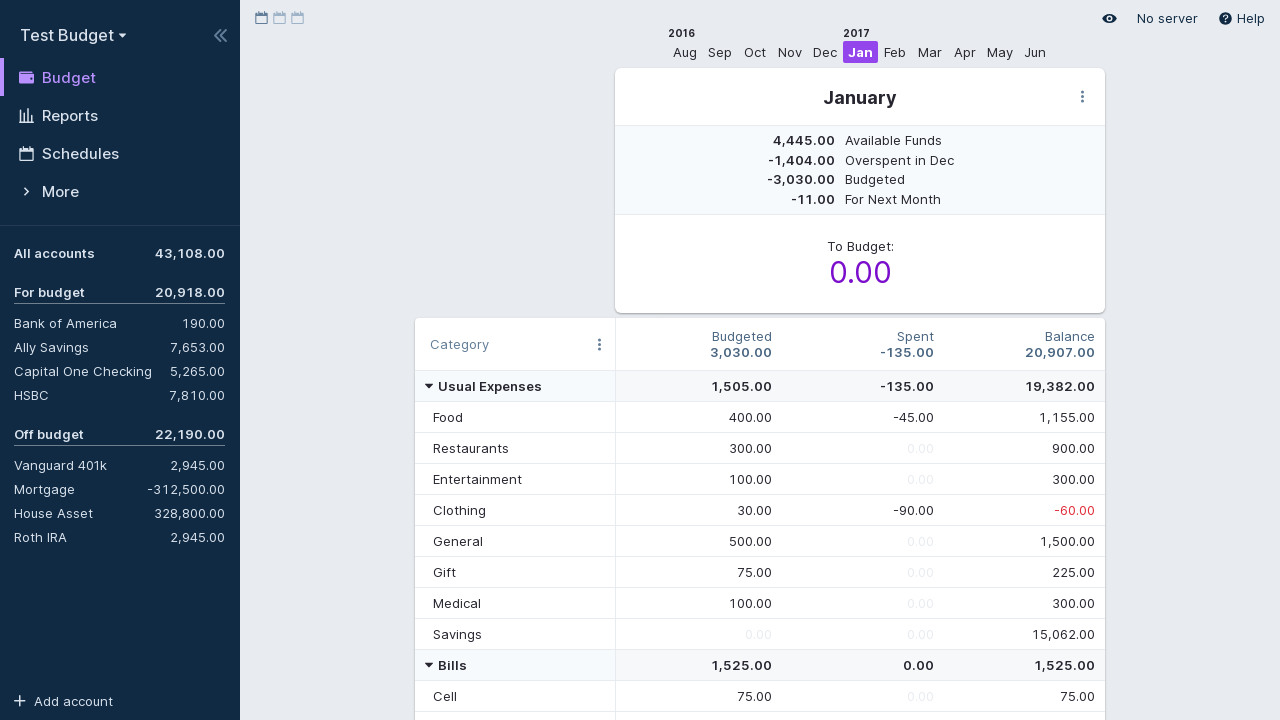 Test Budget
Budget
Reports
Schedules
More
All accounts 43,108.00
For budget 20,918.00
Bank of America 190.00
Ally Savings 7,653.00
Capital One Checking 5,265.00
HSBC 7,810.00
Off budget 22,190.00
Vanguard 401k 2,945.00
Mortgage -312,500.00
House Asset 328,800.00
Roth IRA 2,945.00
Add account
No server Help
2016 2017
Aug Sep Oct Nov Dec Jan Feb Mar Apr May Jun
January
4,445.00 Available Funds
-1,404.00 Overspent in Dec
-3,030.00 Budgeted
-11.00 For Next Month
To Budget:
0.00
Category Budgeted Spent Balance
3,030.00 -135.00 20,907.00
Usual Expenses 1,505.00 -135.00 19,382.00
Food 400.00 -45.00 1,155.00
Restaurants 300.00 0.00 900.00
Entertainment 100.00 0.00 300.00
Clothing 30.00 -90.00 -60.00
General 500.00 0.00 1,500.00
Gift 75.00 0.00 225.00
Medical 100.00 0.00 300.00
Savings 0.00 0.00 15,062.00
Bills 1,525.00 0.00 1,525.00
Cell 75.00 0.00 75.00